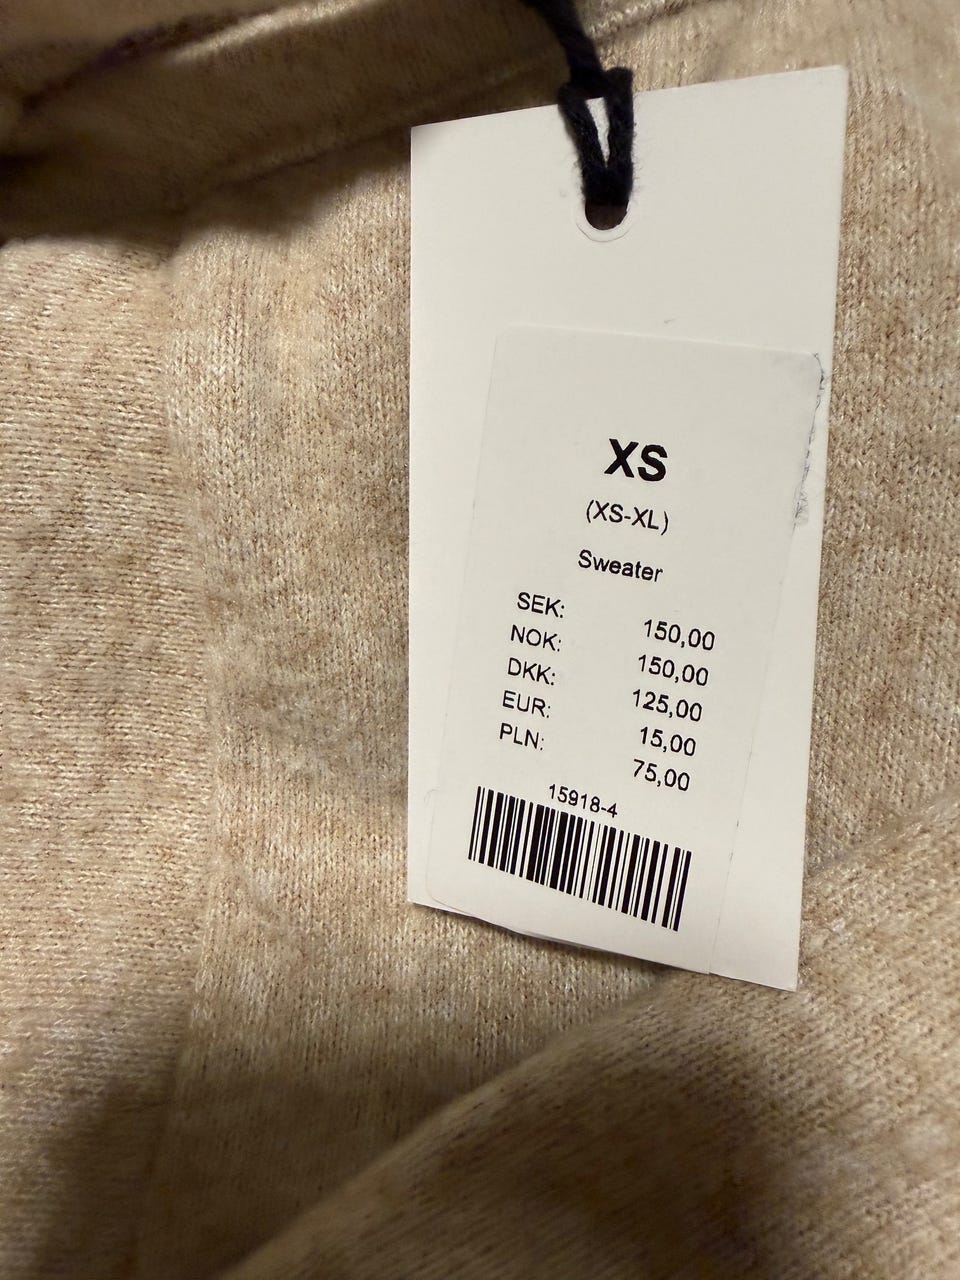 XS
(XS-XL)
Sweater
SEK: 150,00
NOK: 150,00
DKK: 125,00
EUR: 15,00
PLN: 75,00
15918-4